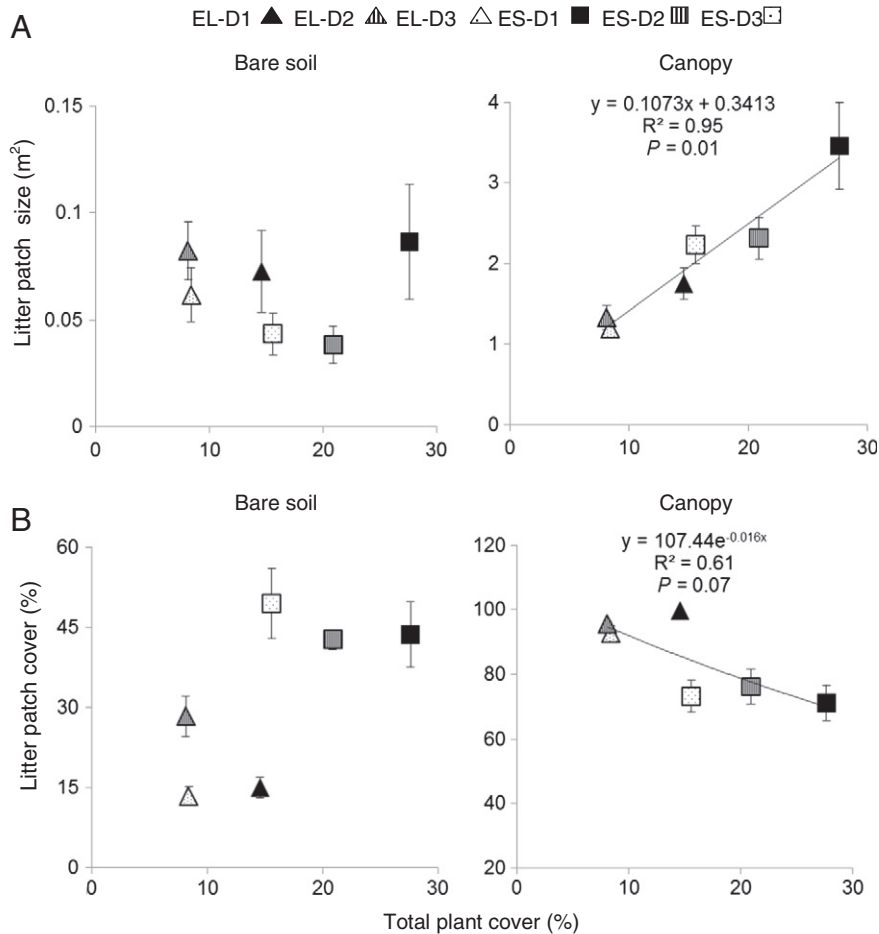 EL-D1 EL-D2 EL-D3 ES-D1 ES-D2 ES-D3
A
Bare soil
Canopy
Litter patch size (m²)
0.15
0.1
0.05
0
0 10 20 30
y = 0.1073x + 0.3413
R² = 0.95
P = 0.01
4
3
2
1
0
0 10 20 30
B
Bare soil
Canopy
Litter patch cover (%)
60
45
30
15
0
0 10 20 30
y = 107.44e⁻⁰·⁰¹⁶ˣ
R² = 0.61
P = 0.07
120
100
80
60
40
20
0 10 20 30
Total plant cover (%)